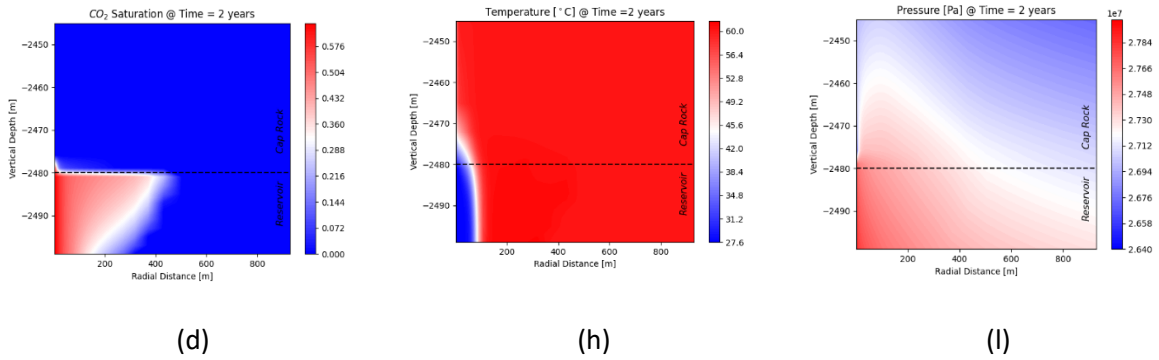 CO₂ Saturation @ Time = 2 years
−2450
−2460
−2470
−2480
−2490
Vertical Depth [m]
200
400
600
800
Radial Distance [m]
Cap Rock
Reservoir
0.576
0.504
0.432
0.360
0.288
0.216
0.144
0.072
0.000
(d)
Temperature [°C] @ Time =2 years
−2450
−2460
−2470
−2480
−2490
Vertical Depth [m]
200
400
600
800
Radial Distance [m]
Cap Rock
Reservoir
60.0
56.4
52.8
49.2
45.6
42.0
38.4
34.8
31.2
27.6
(h)
Pressure [Pa] @ Time = 2 years
−2450
−2460
−2470
−2480
−2490
Vertical Depth [m]
200
400
600
800
Radial Distance [m]
Cap Rock
Reservoir
1e7
2.784
2.766
2.748
2.730
2.712
2.694
2.676
2.658
2.640
(l)